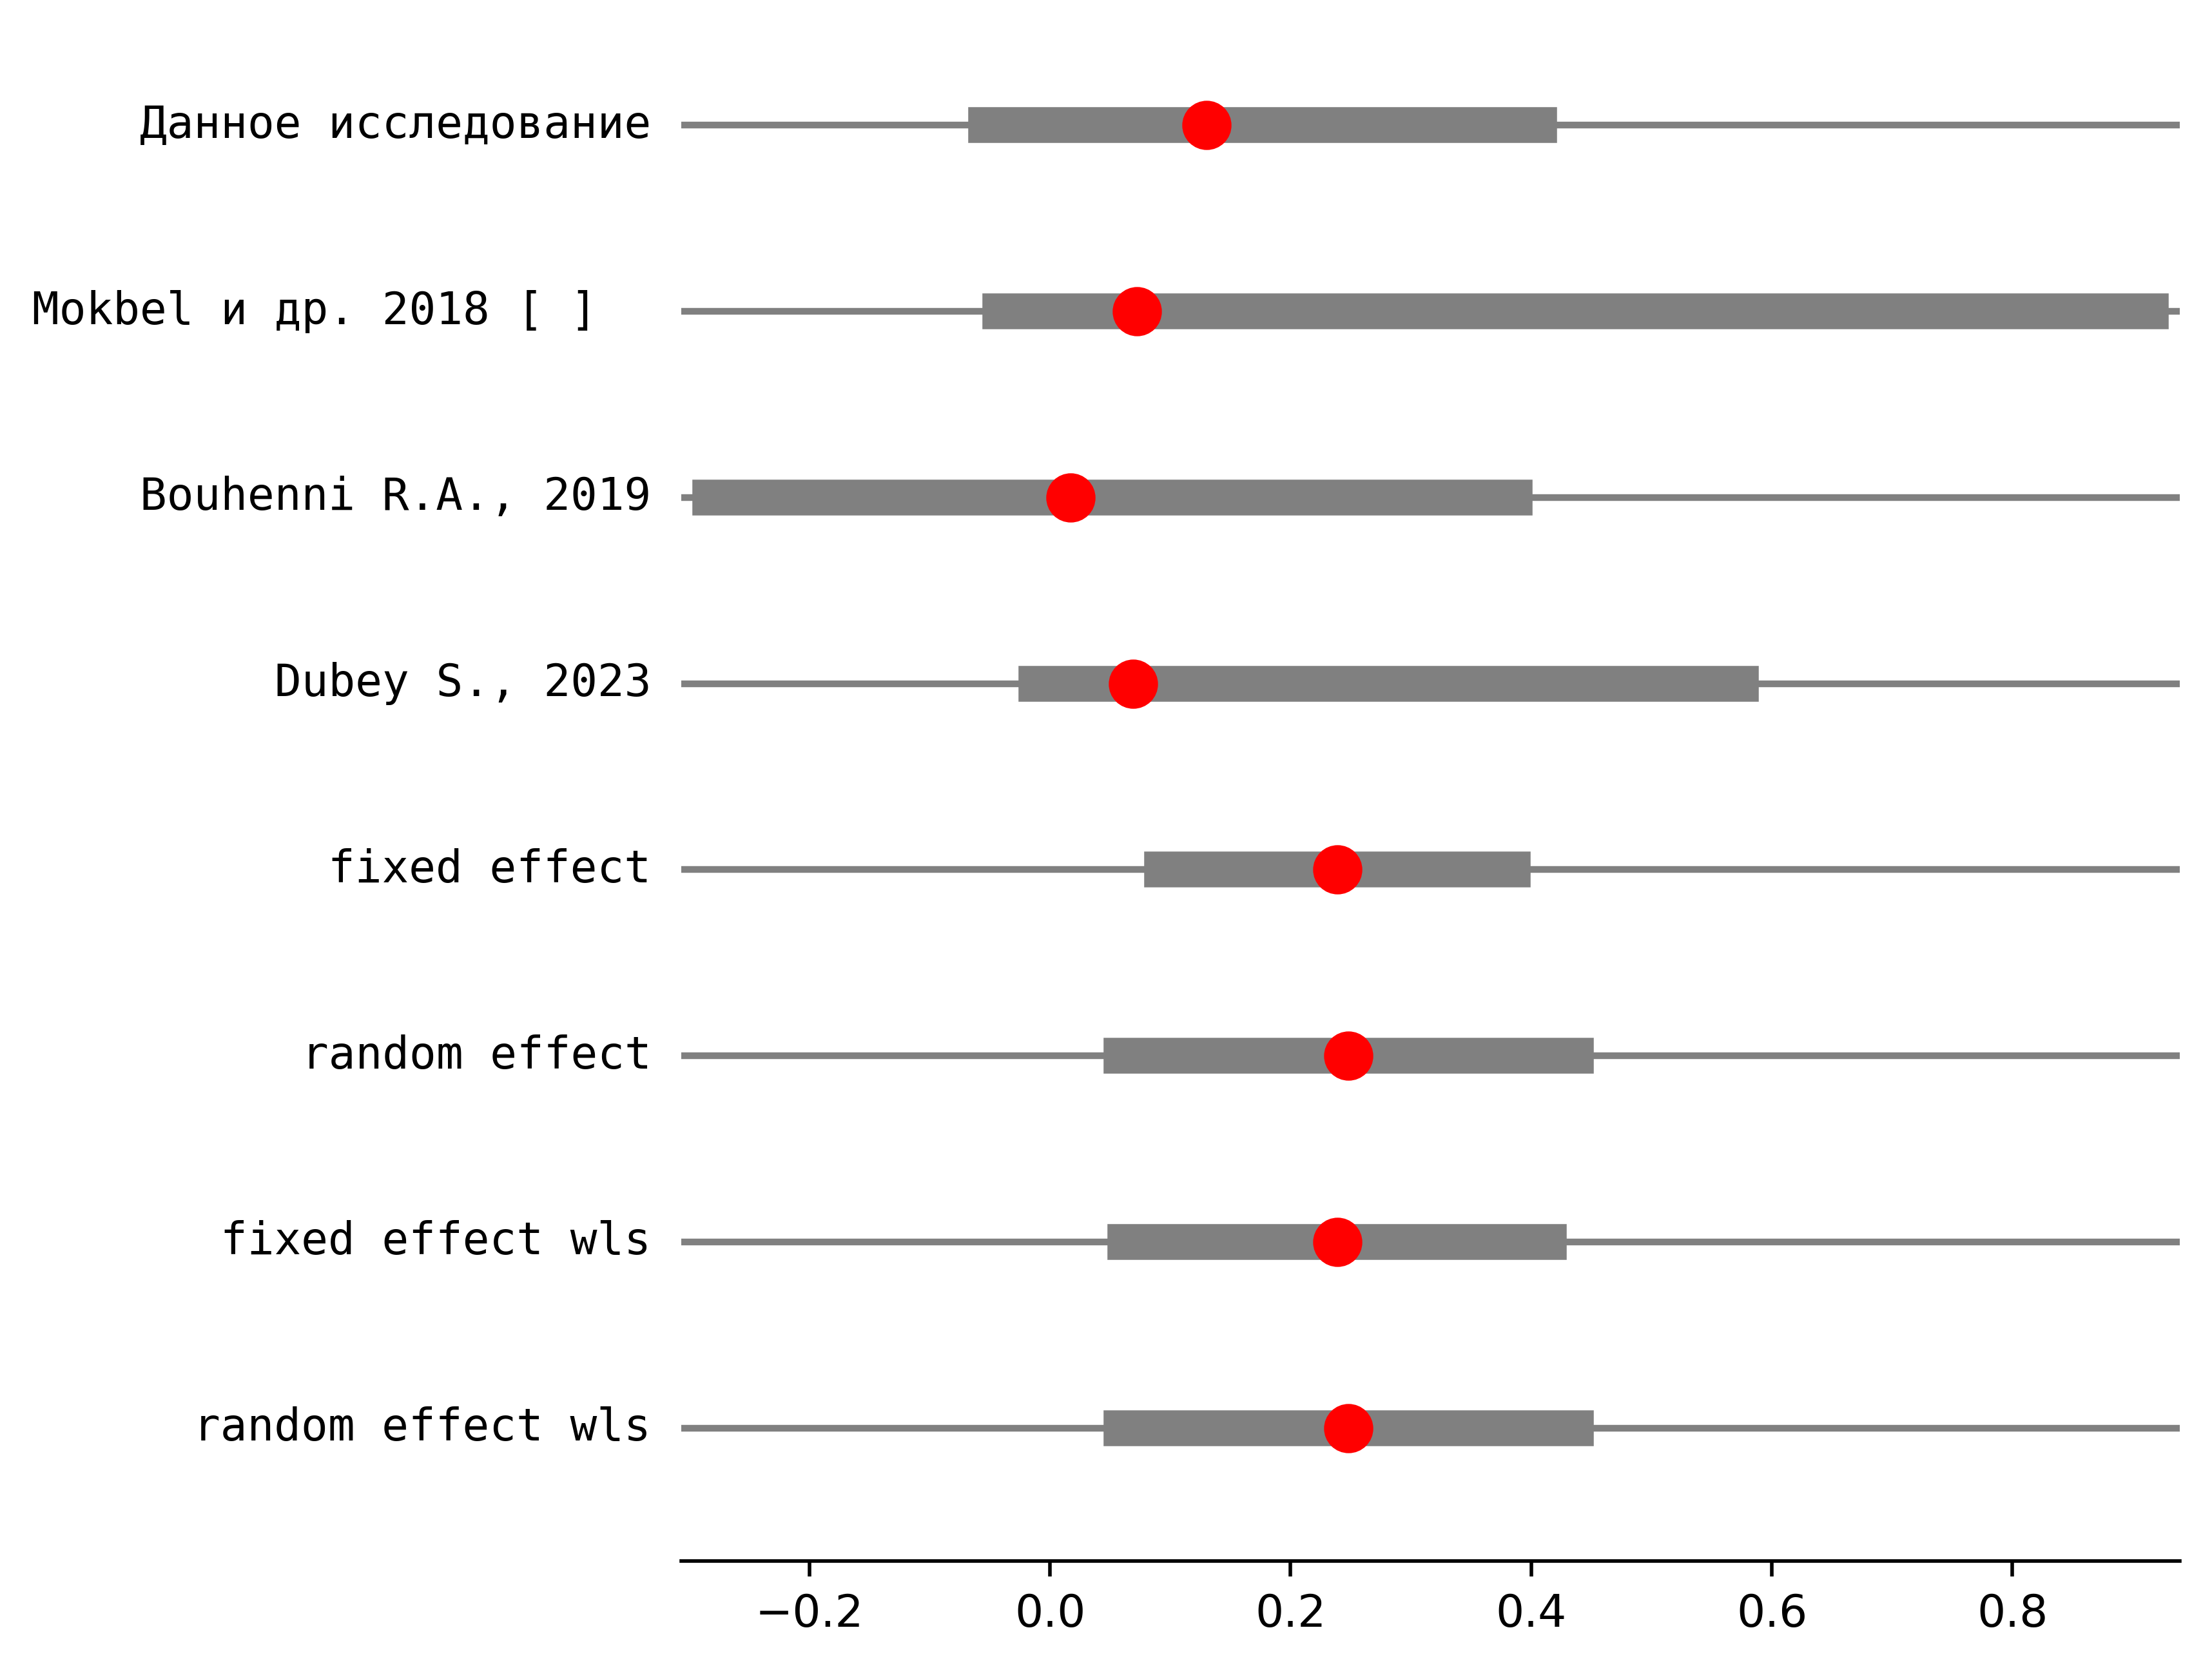 Данное исследование
Mokbel и др. 2018 [ ]
Bouhenni R.A., 2019
Dubey S., 2023
fixed effect
random effect
fixed effect wls
random effect wls
−0.2 0.0 0.2 0.4 0.6 0.8